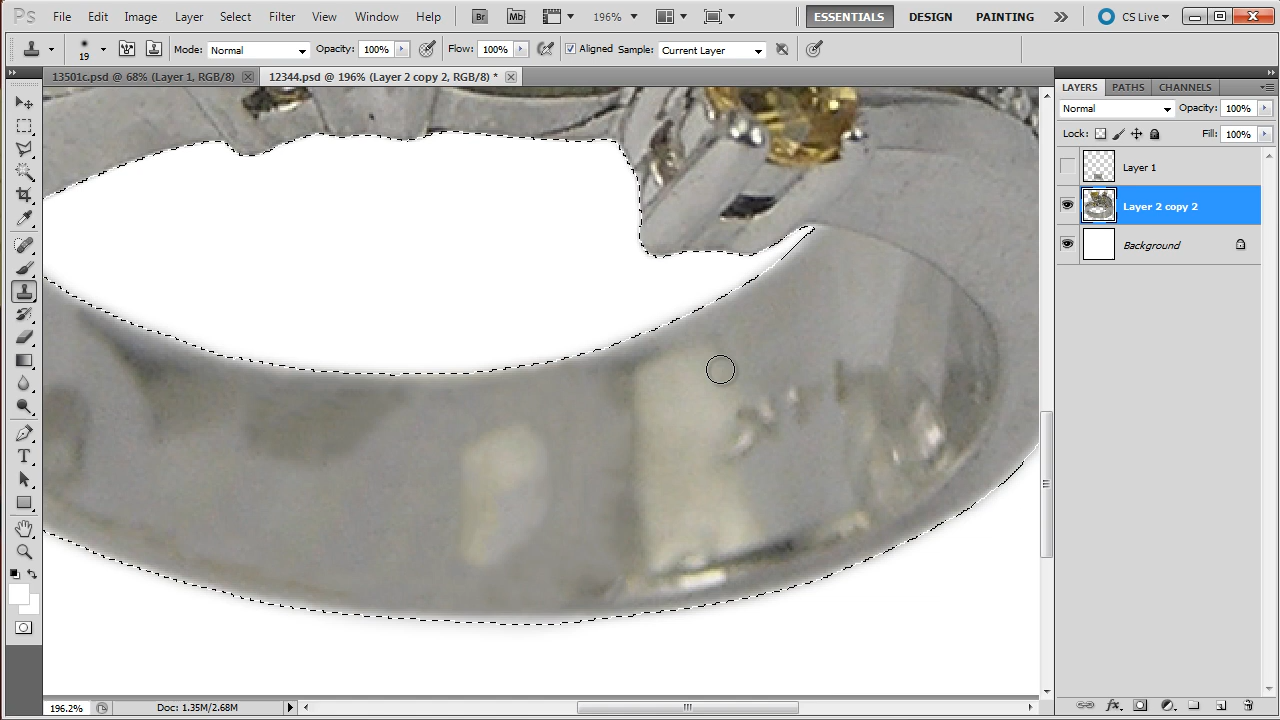 Ps File Edit Image Layer Select Filter View Window Help Br Mb 196% ESSENTIALS DESIGN PAINTING CS Live
19 Mode: Normal Opacity: 100% Flow: 100% Aligned Sample: Current Layer
13501c.psd @ 68% (Layer 1, RGB/8) 12344.psd @ 196% (Layer 2 copy 2, RGB/8) *
LAYERS PATHS CHANNELS
Normal Opacity: 100%
Lock: Fill: 100%
Layer 1
Layer 2 copy 2
Background
T
196.2% Doc: 1.35M/2.68M
fx